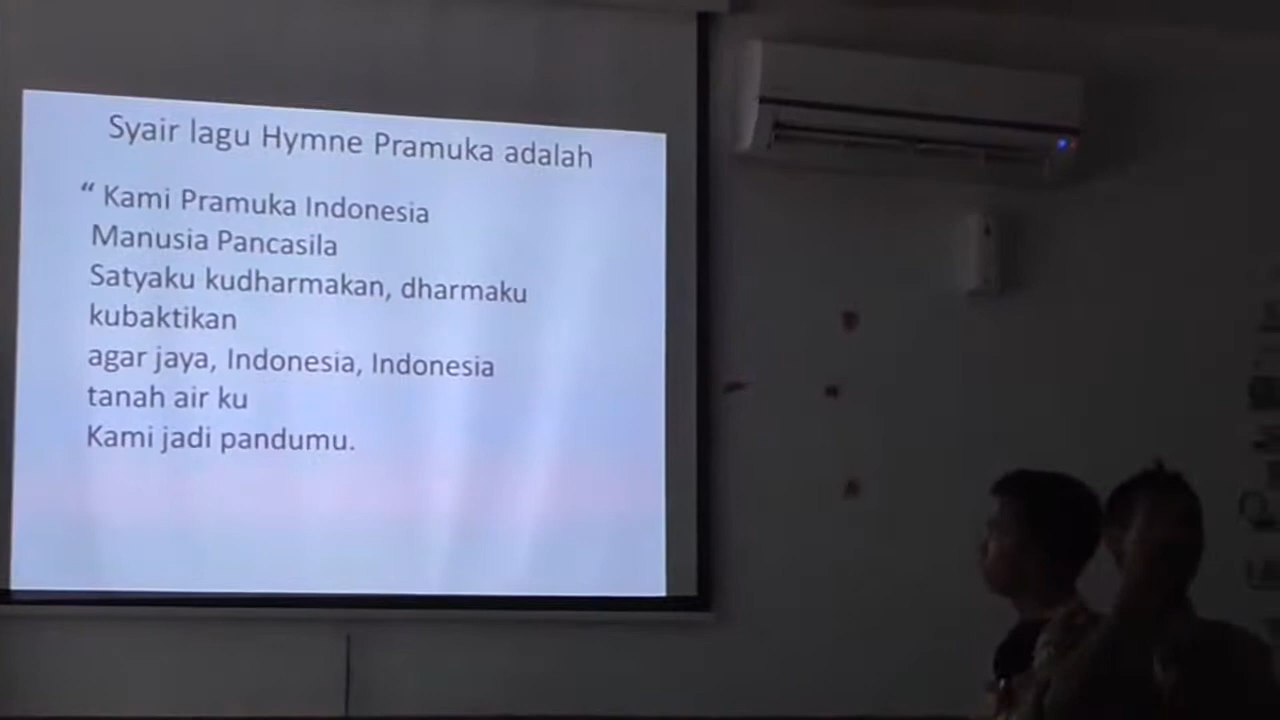 Syair lagu Hymne Pramuka adalah
“ Kami Pramuka Indonesia
Manusia Pancasila
Satyaku kudharmakan, dharmaku
kubaktikan
agar jaya, Indonesia, Indonesia
tanah air ku
Kami jadi pandumu.